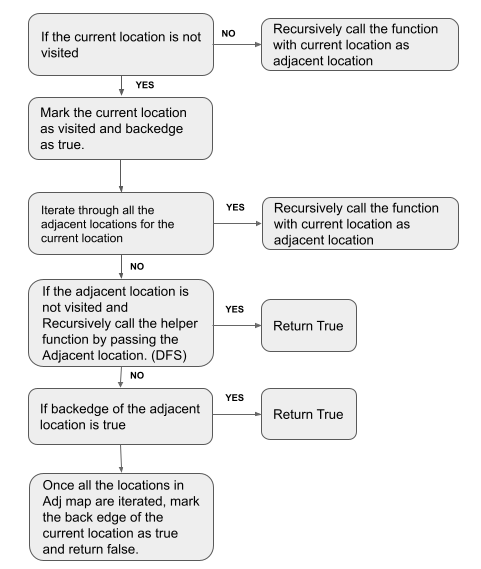 If the current location is not
visited
NO
Recursively call the function
with current location as
adjacent location
YES
Mark the current location
as visited and backedge
as true.
Iterate through all the
adjacent locations for the
current location
YES
Recursively call the function
with current location as
adjacent location
NO
If the adjacent location is
not visited and
Recursively call the helper
function by passing the
Adjacent location. (DFS)
YES
Return True
NO
If backedge of the adjacent
location is true
YES
Return True
Once all the locations in
Adj map are iterated, mark
the back edge of the
current location as true
and return false.